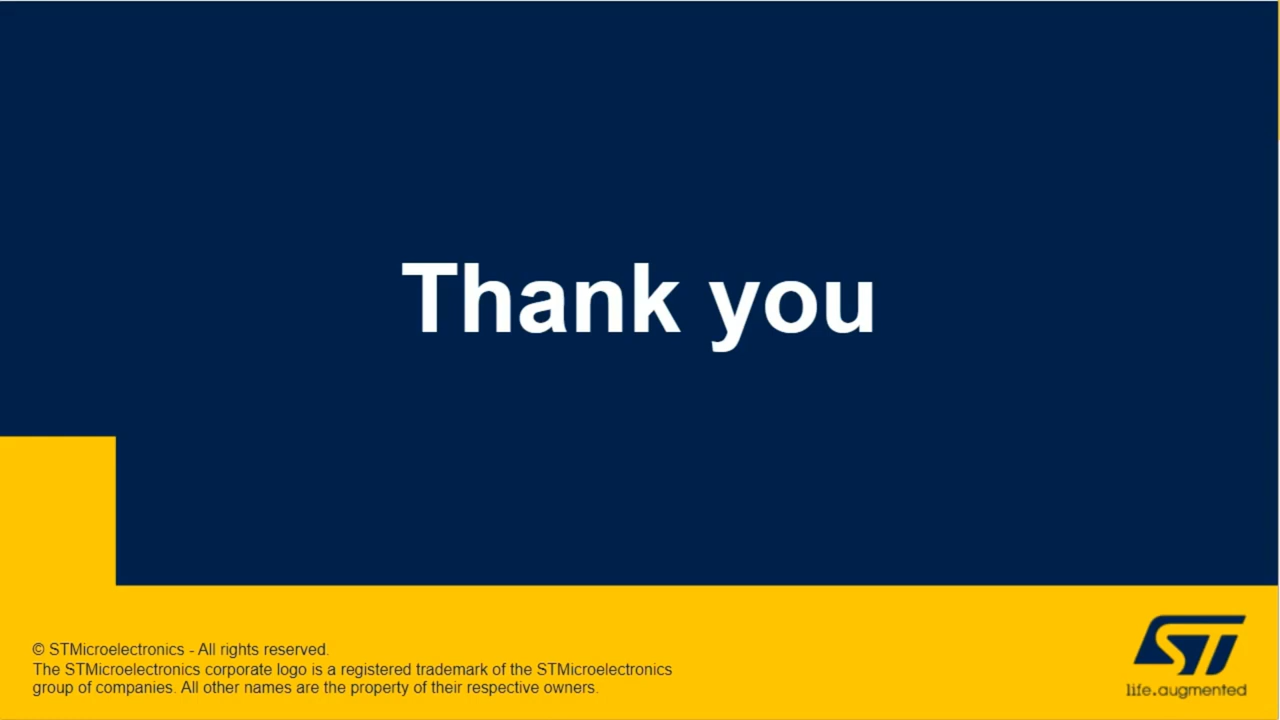 Thank you
© STMicroelectronics - All rights reserved.
The STMicroelectronics corporate logo is a registered trademark of the STMicroelectronics
group of companies. All other names are the property of their respective owners.
ST
life.augmented